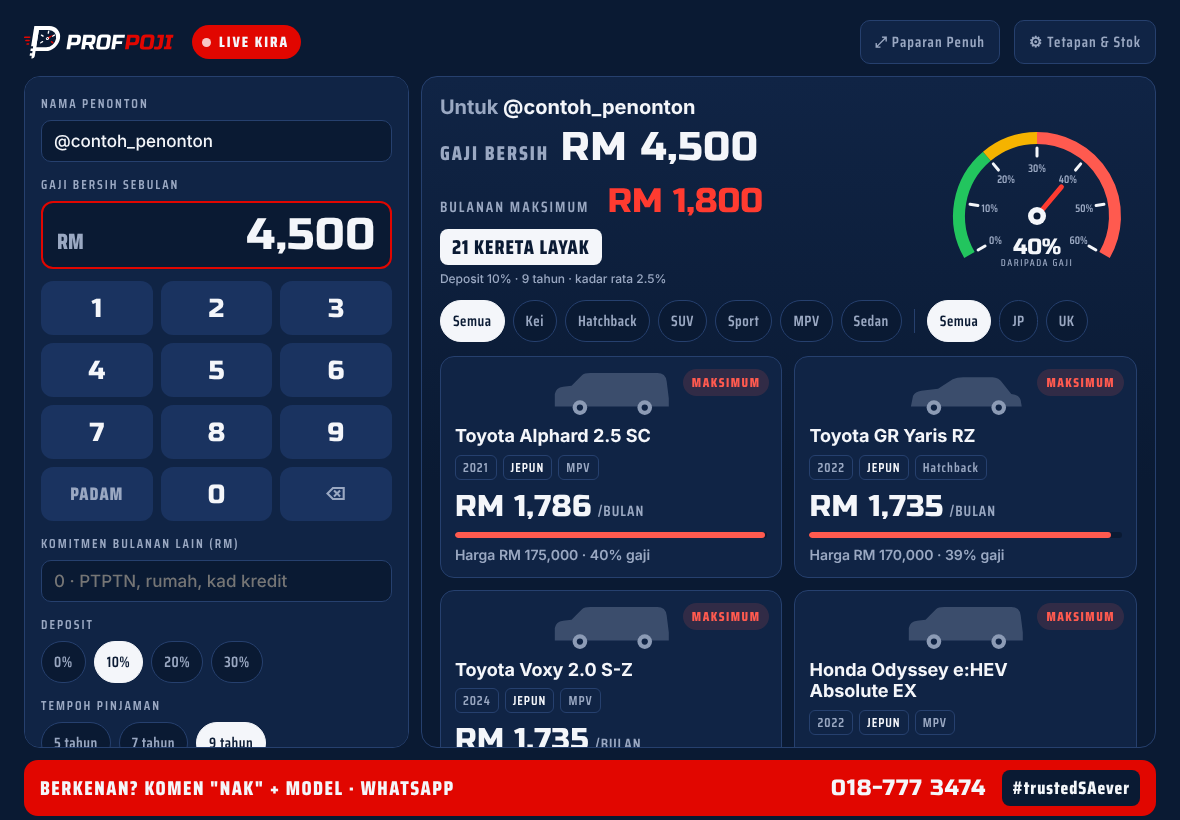 PROFPOJI
LIVE KIRA
Paparan Penuh
Tetapan & Stok
NAMA PENONTON
@contoh_penonton
GAJI BERSIH SEBULAN
RM 4,500
1 2 3
4 5 6
7 8 9
PADAM 0
KOMITMEN BULANAN LAIN (RM)
0 · PTPTN, rumah, kad kredit
DEPOSIT
0% 10% 20% 30%
TEMPOH PINJAMAN
5 tahun 7 tahun 9 tahun
Untuk @contoh_penonton
GAJI BERSIH RM 4,500
BULANAN MAKSIMUM RM 1,800
21 KERETA LAYAK
Deposit 10% · 9 tahun · kadar rata 2.5%
0% 10% 20% 30% 40% 50% 60%
40%
DARIPADA GAJI
Semua Kei Hatchback SUV Sport MPV Sedan Semua JP UK
MAKSIMUM
Toyota Alphard 2.5 SC
2021 JEPUN MPV
RM 1,786 /BULAN
Harga RM 175,000 · 40% gaji
MAKSIMUM
Toyota GR Yaris RZ
2022 JEPUN Hatchback
RM 1,735 /BULAN
Harga RM 170,000 · 39% gaji
MAKSIMUM
Toyota Voxy 2.0 S-Z
2024 JEPUN MPV
RM 1,735 /BULAN
MAKSIMUM
Honda Odyssey e:HEV
Absolute EX
2022 JEPUN MPV
BERKENAN? KOMEN "NAK" + MODEL · WHATSAPP
018-777 3474
#trustedSAever